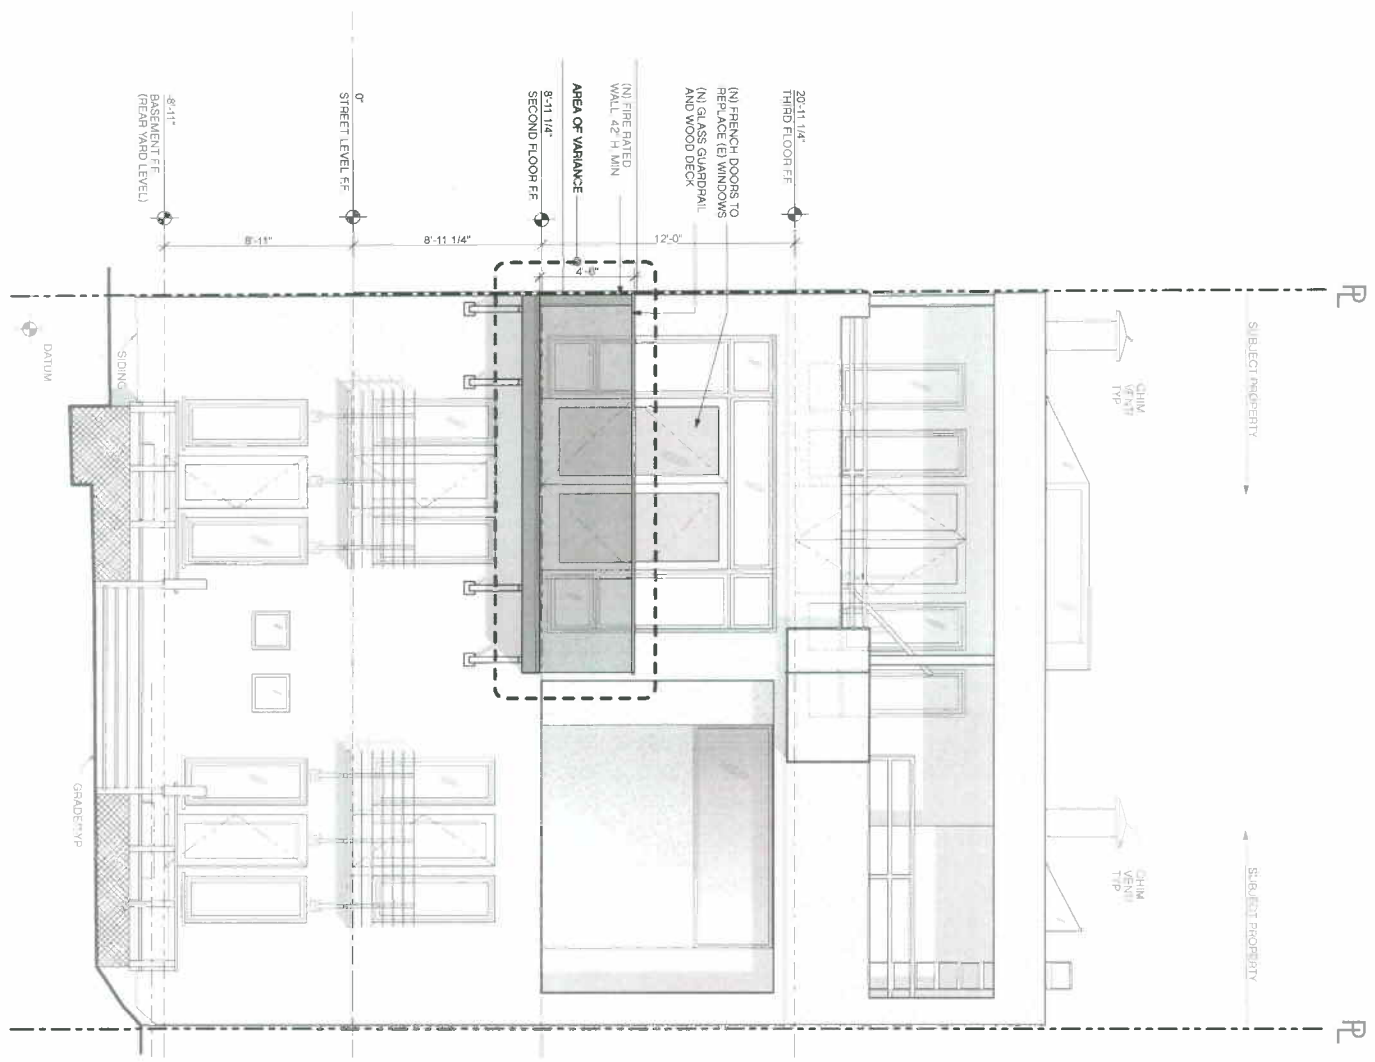 PL
SUBJECT PROPERTY
CHIM
VENT
TYP
20'-11 1/4"
THIRD FLOOR F.F.
(N) FRENCH DOORS TO
REPLACE (E) WINDOWS
(N) GLASS GUARDRAIL
AND WOOD DECK
(N) FIRE RATED
WALL 42" H. MIN
AREA OF VARIANCE
8'-11 1/4"
SECOND FLOOR F.F.
0'
STREET LEVEL F.F.
-8'-11"
BASEMENT F.F.
(REAR YARD LEVEL)
12'-0"
8'-11 1/4"
8'-11"
SIDING
DATUM
GRADE TYP
PL
SUBJECT PROPERTY
CHIM
VENT
TYP